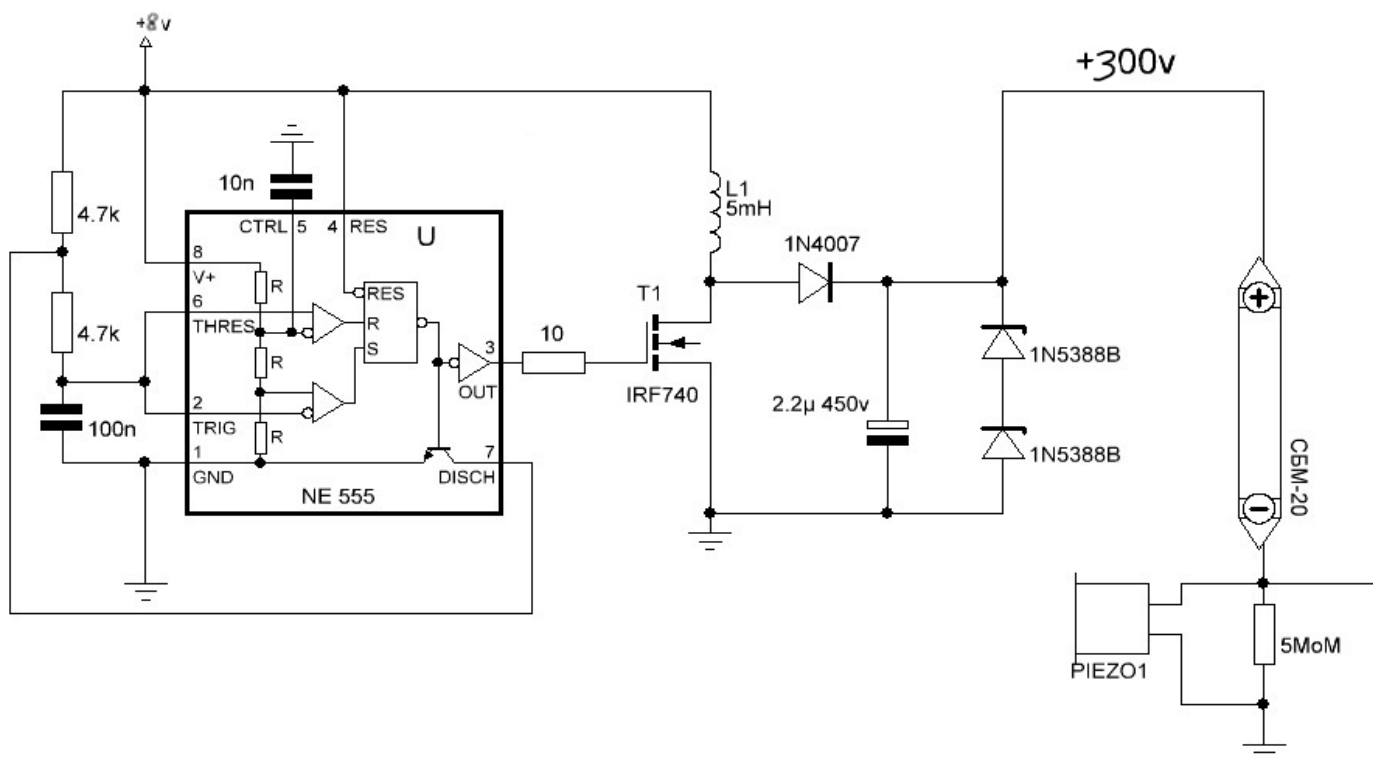 +8v
+300v
10n
L1
5mH
4.7k
CTRL 5
4 RES
U
1N4007
8
V+
R
RES
T1
6
THRES
R
S
10
3
4.7k
R
OUT
1N5388B
IRF740
2.2µ 450v
2
TRIG
100n
R
1
GND
7
DISCH
1N5388B
NE 555
СБМ-20
5MoM
PIEZO1